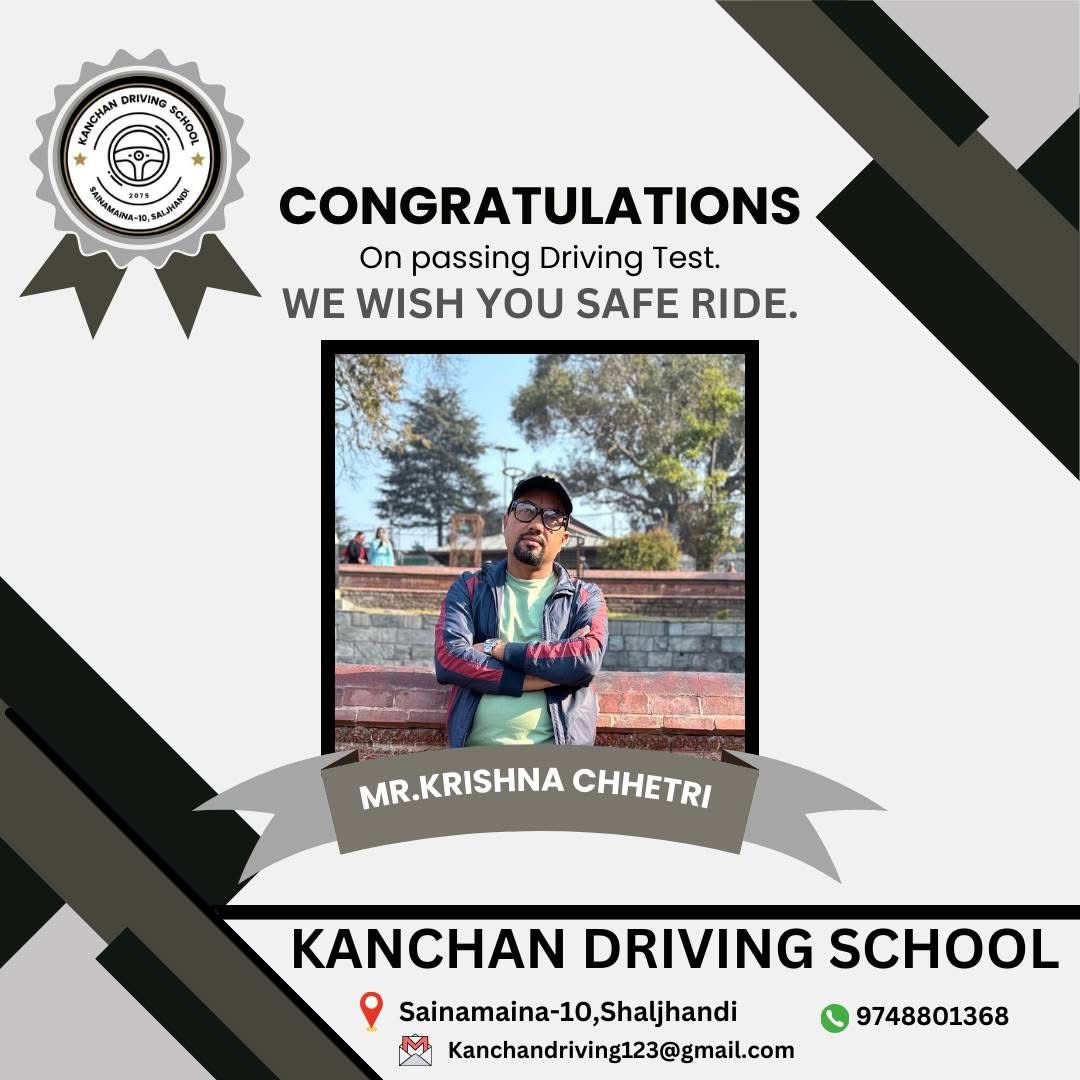 KANCHAN DRIVING SCHOOL
2075
SAINAMAINA-10, SALJHANDI
CONGRATULATIONS
On passing Driving Test.
WE WISH YOU SAFE RIDE.
MR.KRISHNA CHHETRI
KANCHAN DRIVING SCHOOL
Sainamaina-10,Shaljhandi
9748801368
Kanchandriving123@gmail.com